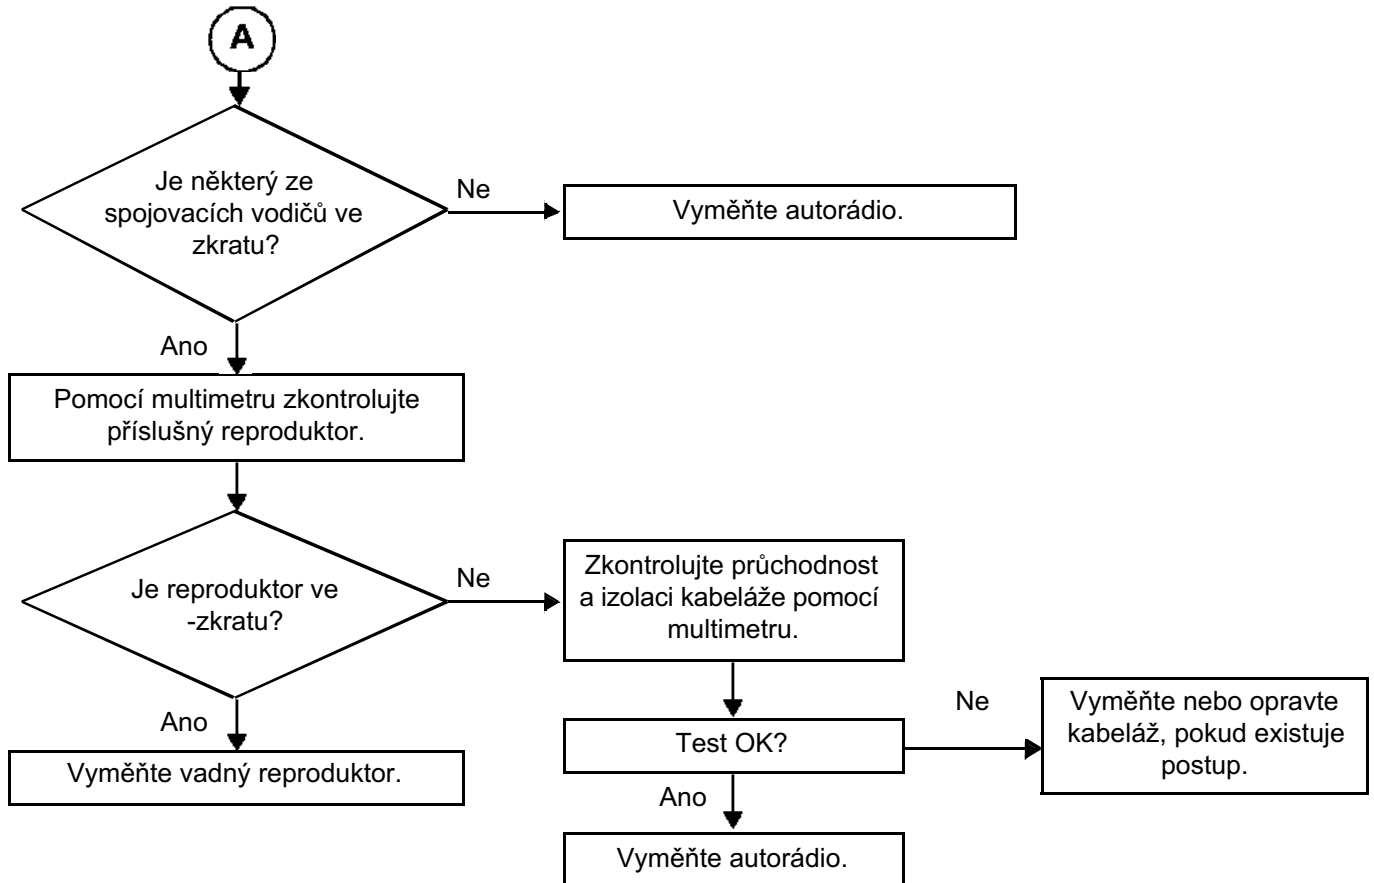 A
Je některý ze
spojovacích vodičů ve
zkratu?
Ne
Vyměňte autorádio.
Ano
Pomocí multimetru zkontrolujte
příslušný reproduktor.
Je reproduktor ve
-zkratu?
Ne
Zkontrolujte průchodnost
a izolaci kabeláže pomocí
multimetru.
Ano
Vyměňte vadný reproduktor.
Test OK?
Ne
Vyměňte nebo opravte
kabeláž, pokud existuje
postup.
Ano
Vyměňte autorádio.